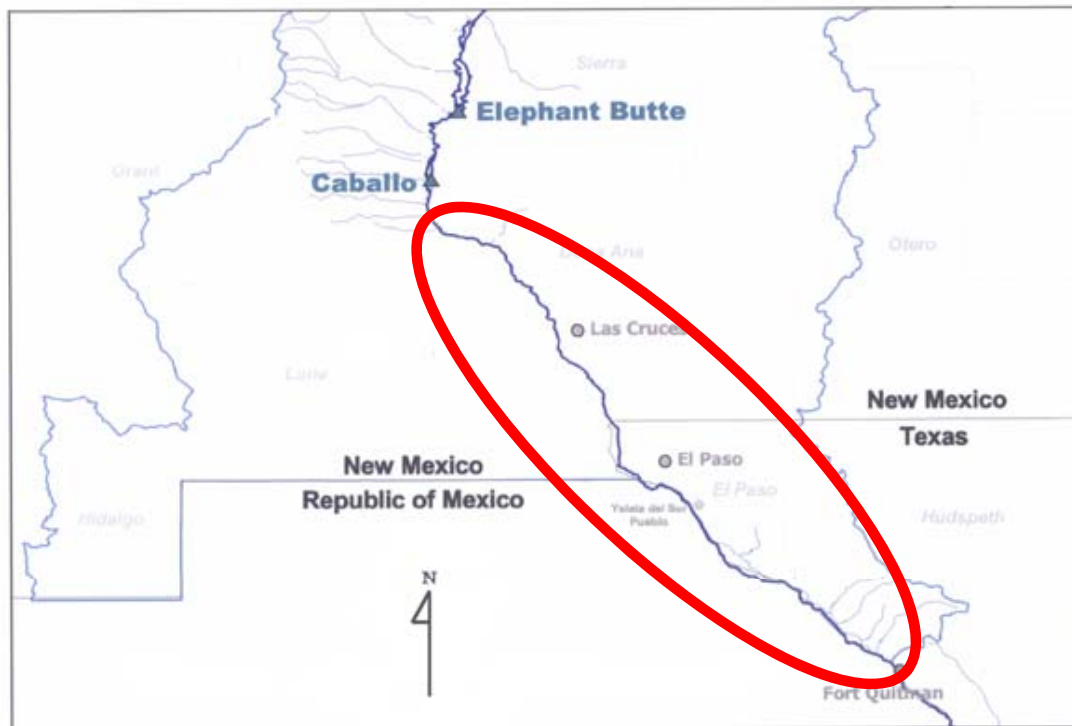 Sierra
Elephant Butte
Grant
Caballo
Otero
Dona Ana
Las Cruces
Luna
New Mexico
Texas
New Mexico
El Paso
Republic of Mexico
El Paso
Ysleta del Sur
Pueblo
Hidalgo
Hudspeth
N
Fort Quitman